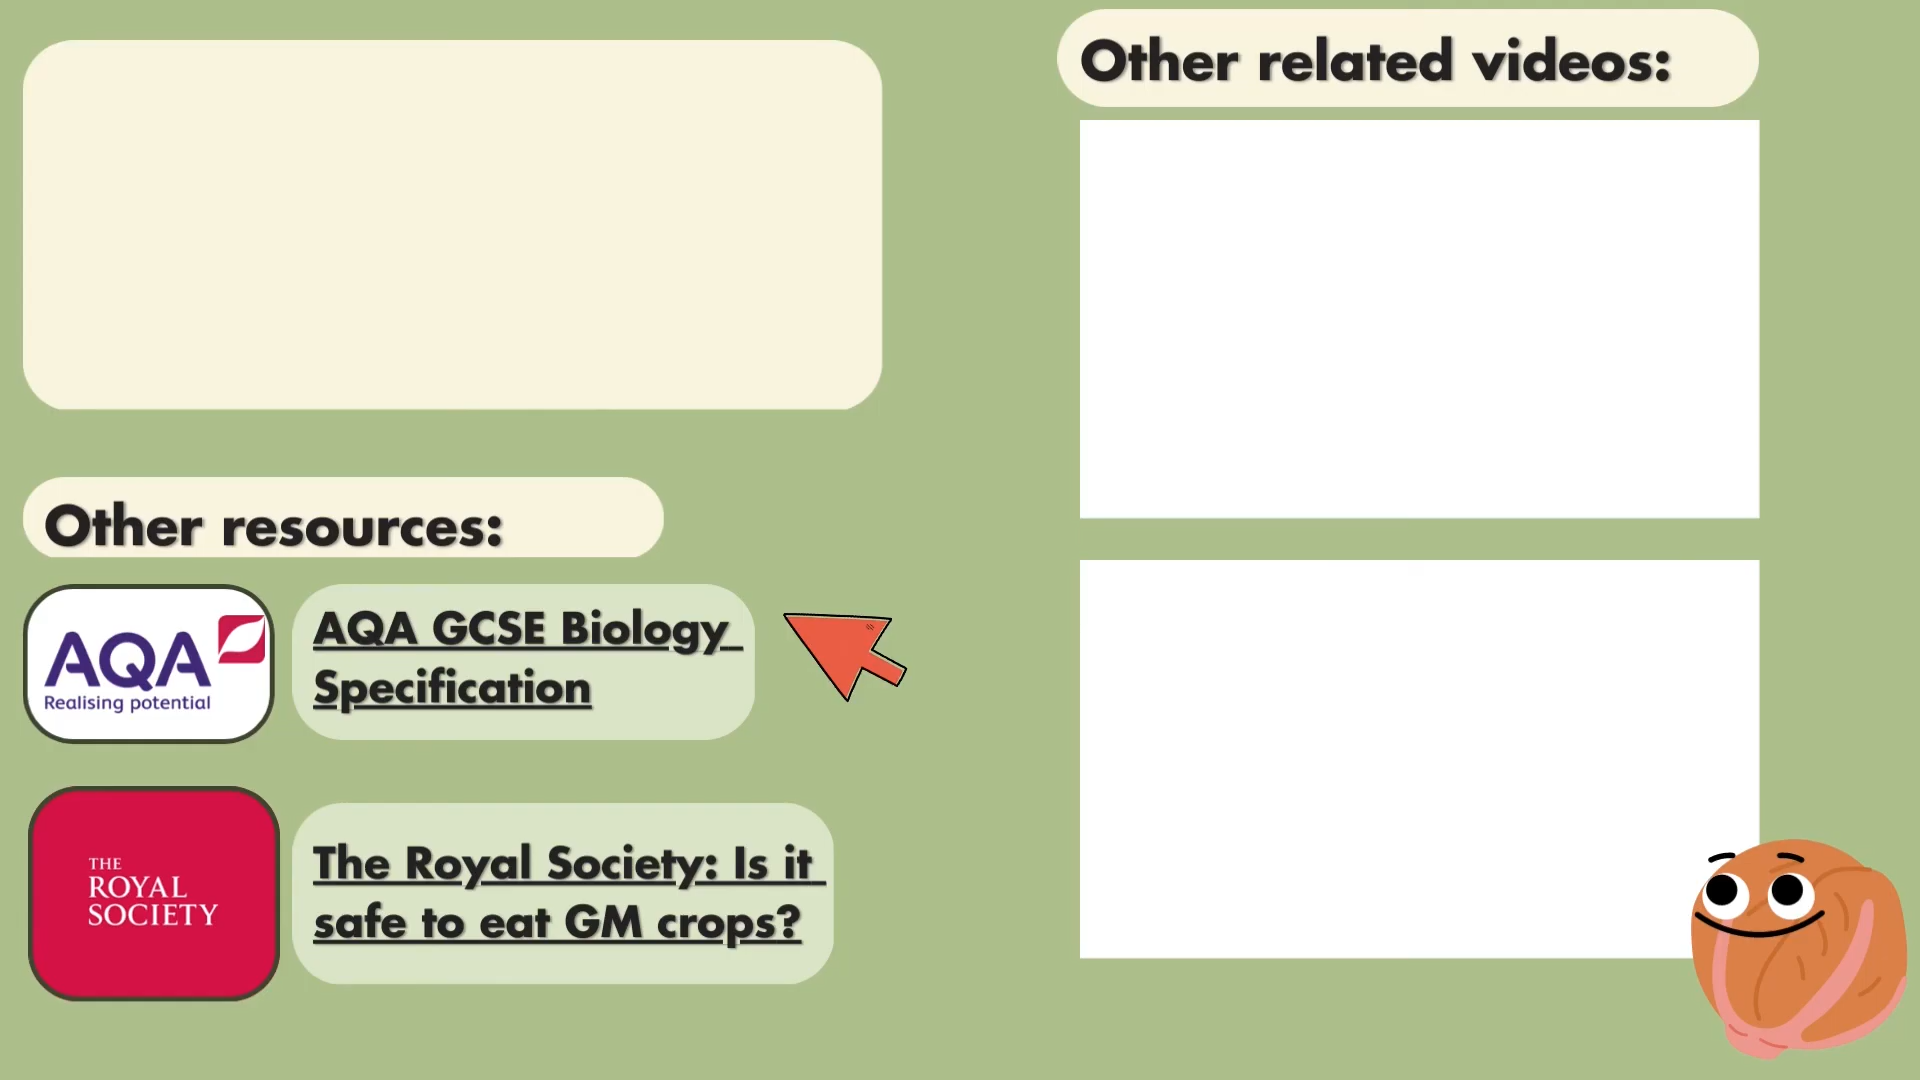 Other related videos:
Other resources:
AQA
Realising potential
AQA GCSE Biology
Specification
THE
ROYAL
SOCIETY
The Royal Society: Is it
safe to eat GM crops?